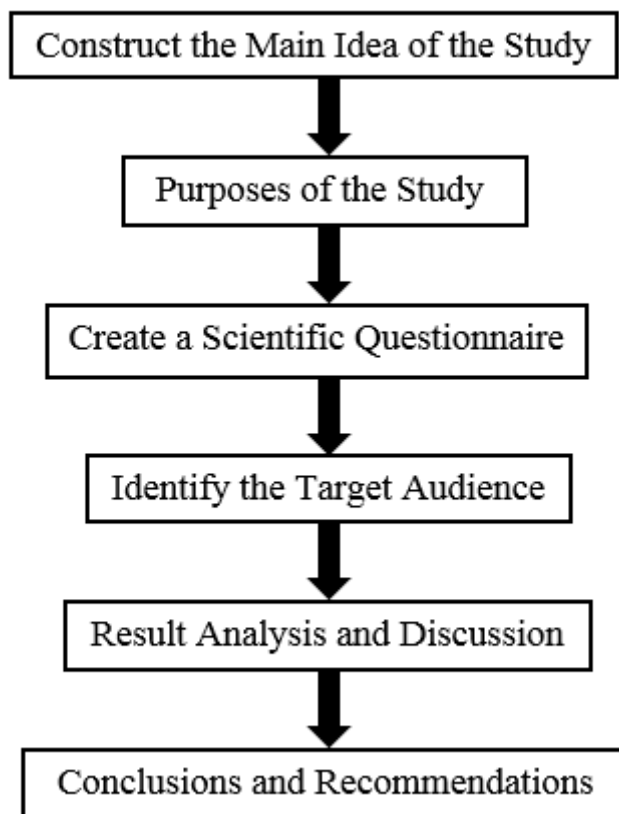 Construct the Main Idea of the Study
Purposes of the Study
Create a Scientific Questionnaire
Identify the Target Audience
Result Analysis and Discussion
Conclusions and Recommendations